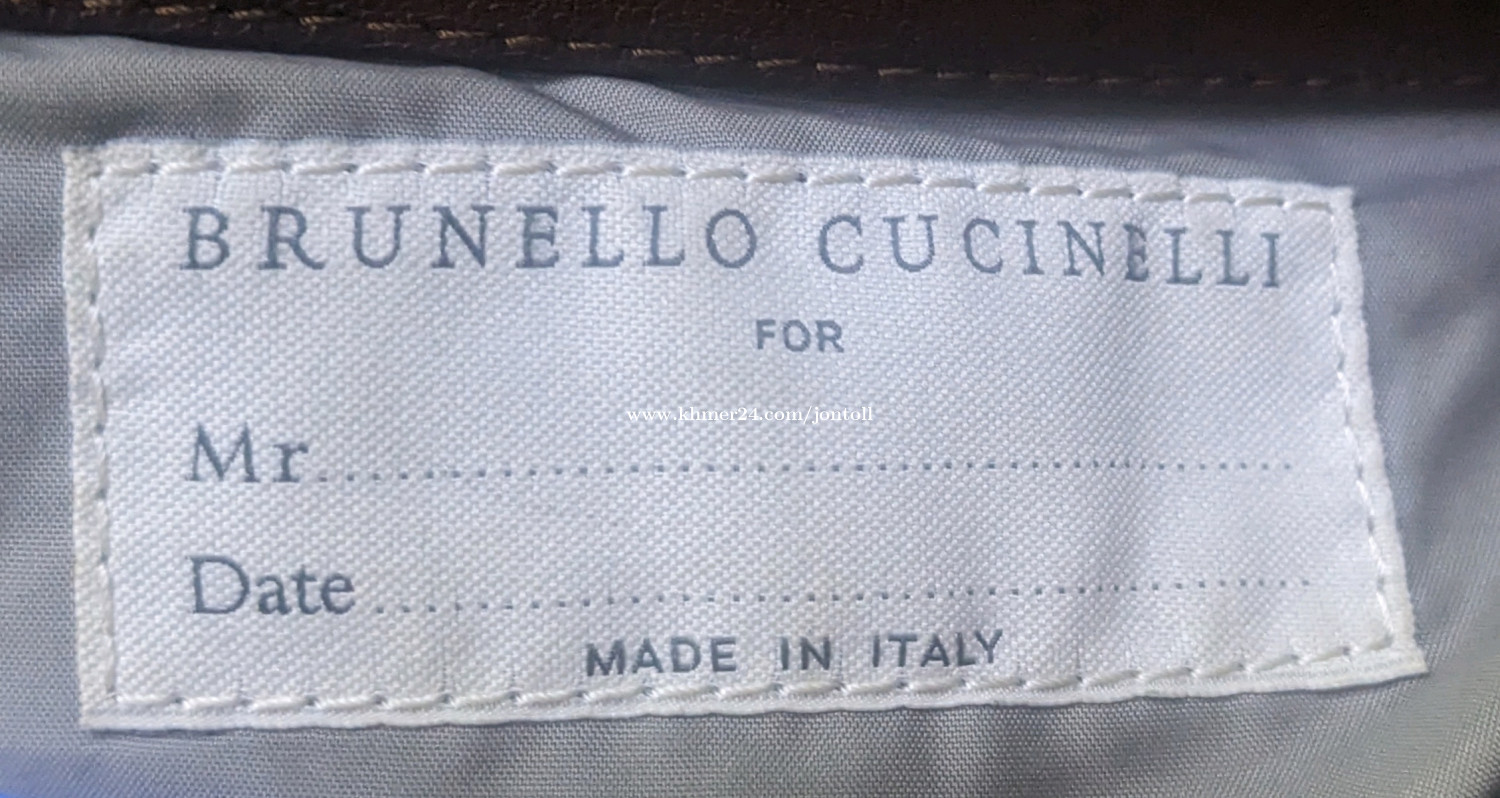 BRUNELLO CUCINELLI
FOR
www.khmer24.com/jontoll
Mr..........................................................
Date......................................................
MADE IN ITALY